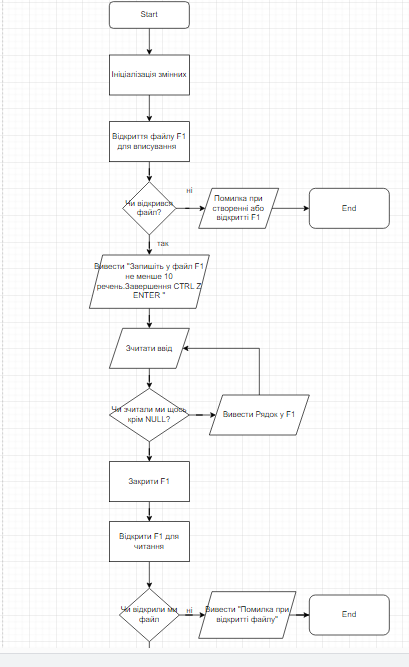 Start
Ініціалізація змінних
Відкриття файлу F1
для вписування
Чи відкрився
файл?
ні
Помилка при
створенні або
відкритті F1
End
так
Вивести "Запишіть у файл F1
не менше 10
речень.Завершення CTRL Z
ENTER "
Зчитати ввід
Чи зчитали ми щось
крім NULL?
Вивести Рядок у F1
Закрити F1
Відкрити F1 для
читання
Чи відкрили ми
файл
ні
Вивести "Помилка при
відкритті файлу"
End